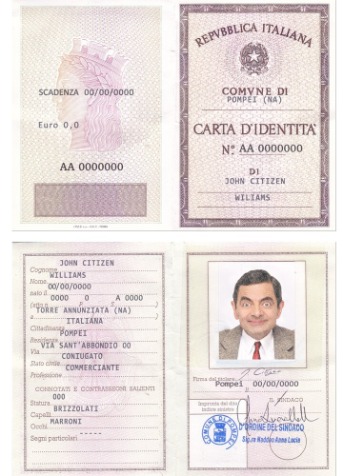 SCADENZA 00/00/0000
Euro 0,0
AA 0000000
REPVBBLICA ITALIANA
COMVNE DI
POMPEI (NA)
CARTA D'IDENTITA
N° AA 0000000
DI
JOHN CITIZEN
WLIAMS
Cognome JOHN CITIZEN
Nome WILLIAMS
nato il 00/00/0000
0000 0 A 0000
a TORRE ANNUNZIATA (NA)
Cittadinanza ITALIANA
Residenza POMPEI
Via VIA SANT'ABBONDIO 00
Stato civile CONIUGATO
Professione COMMERCIANTE
CONNOTATI E CONTRASSEGNI SALIENTI
Statura 000
Capelli BRIZZOLATI
Occhi MARRONI
Segni particolari -----
Firma del titolare
Pompei 00/00/0000
Impronta del dito
indice sinistro
IL SINDACO
D'ORDINE DEL SINDACO